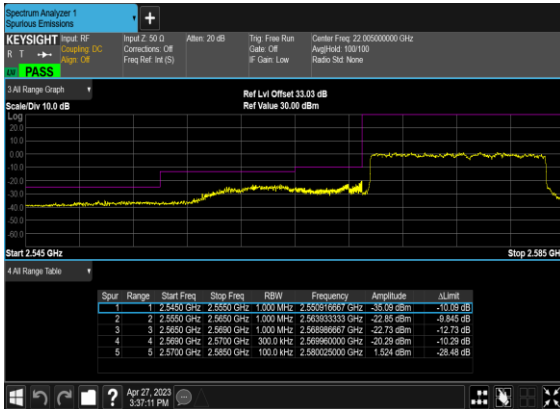 Spectrum Analyzer 1
Spurious Emissions
KEYSIGHT Input: RF Input Z: 50 Ω Atten: 20 dB Trig: Free Run Center Freq: 22.005000000 GHz
R T Coupling: DC Corrections: Off Gate: Off Avg|Hold: 100/100
Align: Off Freq Ref: Int (S) IF Gain: Low Radio Std: None
PASS
3 All Range Graph
Ref Lvl Offset 33.03 dB
Scale/Div 10.0 dB Ref Value 30.00 dBm
Log
20.0
10.0
0.00
-10.0
-20.0
-30.0
-40.0
-50.0
-60.0
Start 2.545 GHz Stop 2.585 GH
4 All Range Table
Spur Range Start Freq Stop Freq RBW Frequency Amplitude ΔLimit
1 1 2.5450 GHz 2.5550 GHz 1.000 MHz 2.550916667 GHz -35.09 dBm -10.09 dB
2 2 2.5550 GHz 2.5650 GHz 1.000 MHz 2.563933333 GHz -22.85 dBm -9.845 dB
3 3 2.5650 GHz 2.5690 GHz 1.000 MHz 2.568986667 GHz -22.73 dBm -12.73 dB
4 4 2.5690 GHz 2.5700 GHz 300.0 kHz 2.569960000 GHz -20.29 dBm -10.29 dB
5 5 2.5700 GHz 2.5850 GHz 100.0 kHz 2.580025000 GHz 1.524 dBm -28.48 dB
Apr 27, 2023
3:37:11 PM